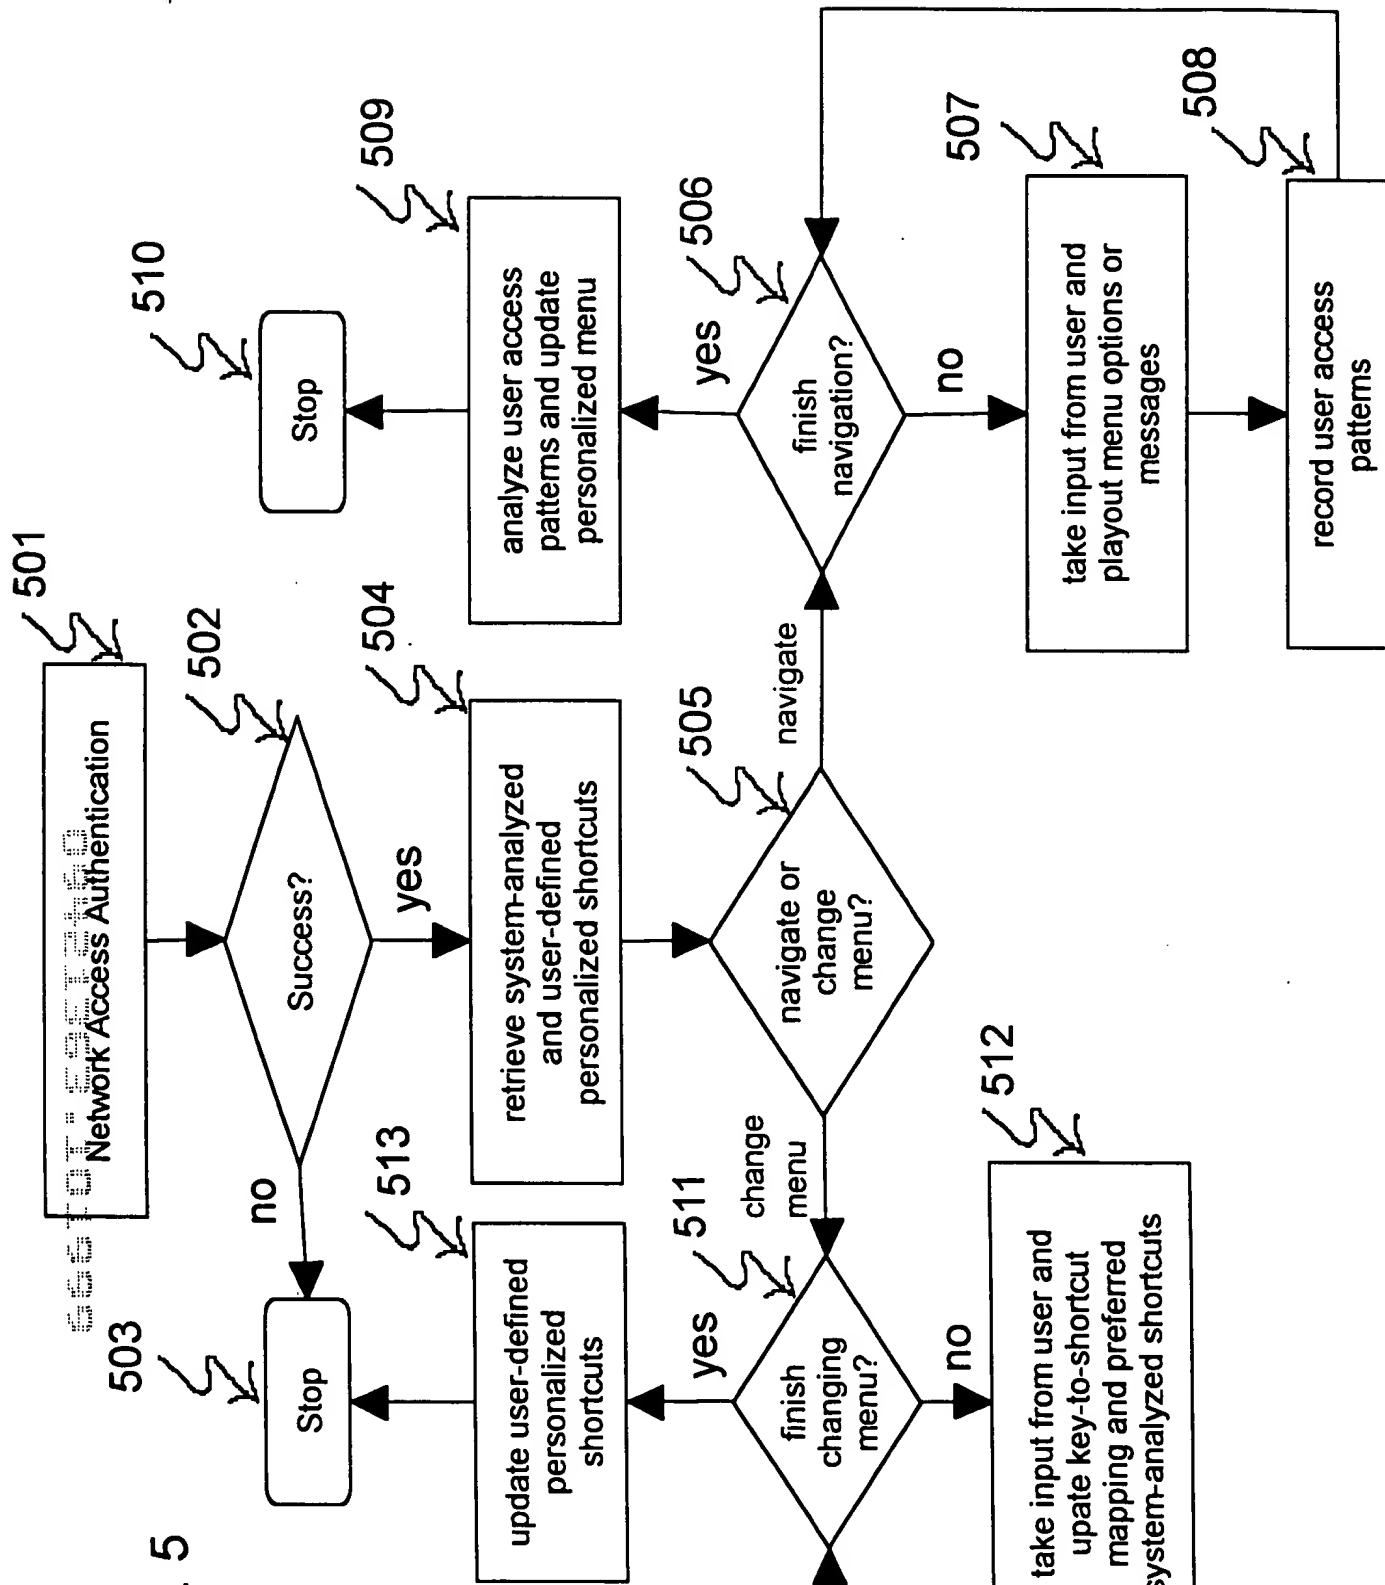 501
Network Access Authentication
502
Success?
no
yes
503
Stop
504
retrieve system-analyzed
and user-defined
personalized shortcuts
505
navigate or
change
menu?
navigate
change
menu
506
finish
navigation?
yes
no
507
take input from user and
playout menu options or
messages
508
record user access
patterns
509
analyze user access
patterns and update
personalized menu
510
Stop
511
finish
changing
menu?
yes
no
512
take input from user and
upate key-to-shortcut
mapping and preferred
system-analyzed shortcuts
513
update user-defined
personalized
shortcuts
. 5